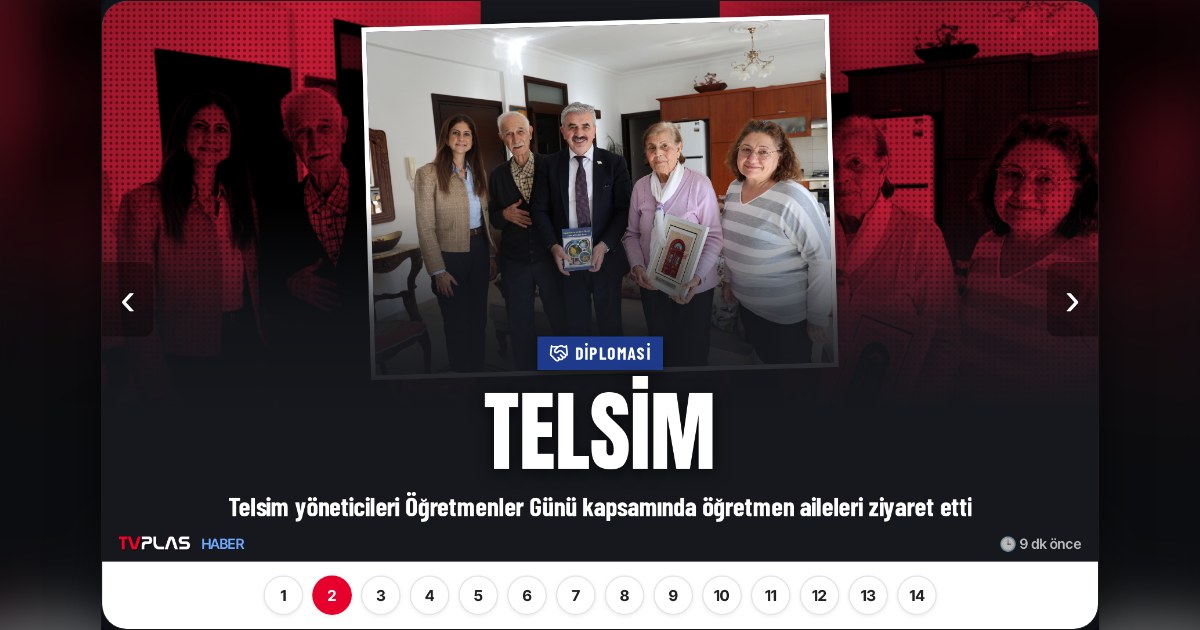 DİPLOMASİ
TELSİM
Telsim yöneticileri Öğretmenler Günü kapsamında öğretmen aileleri ziyaret etti
TVPLAS HABER
9 dk önce
1 2 3 4 5 6 7 8 9 10 11 12 13 14